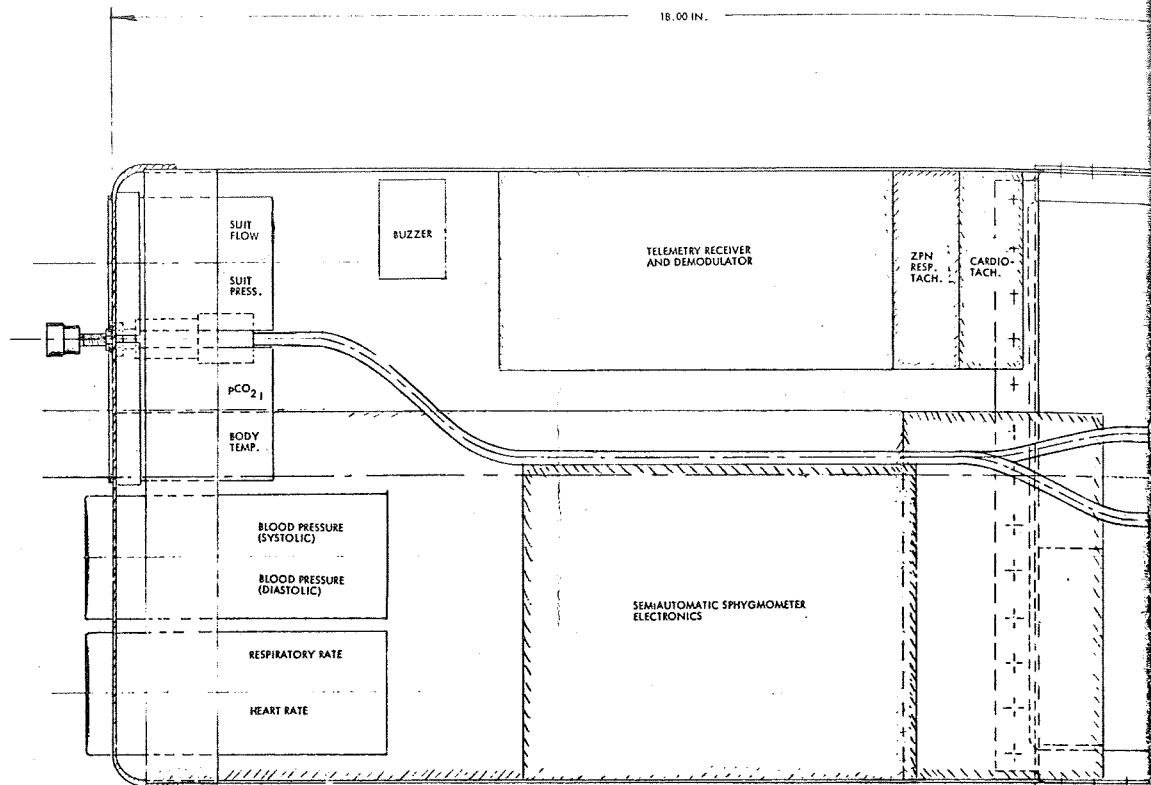 18.00 IN.
SUIT
FLOW
SUIT
PRESS.
BUZZER
TELEMETRY RECEIVER
AND DEMODULATOR
ZPN
RESP.
TACH.
CARDIO-
TACH.
pCO2
BODY
TEMP.
BLOOD PRESSURE
(SYSTOLIC)
BLOOD PRESSURE
(DIASTOLIC)
SEMIAUTOMATIC SPHYGMOMETER
ELECTRONICS
RESPIRATORY RATE
HEART RATE